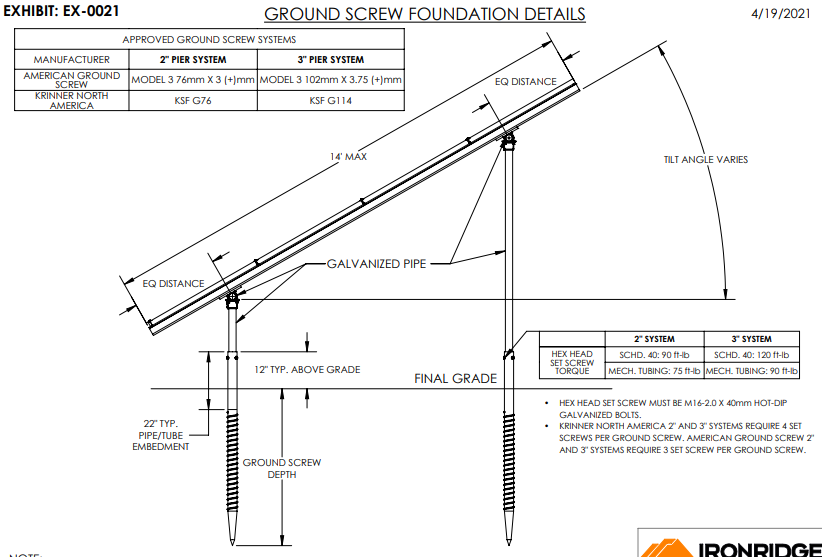 EXHIBIT: EX-0021
GROUND SCREW FOUNDATION DETAILS
4/19/2021
APPROVED GROUND SCREW SYSTEMS
MANUFACTURER 2" PIER SYSTEM 3" PIER SYSTEM
AMERICAN GROUND
SCREW
MODEL 3 76mm X 3 (+)mm MODEL 3 102mm X 3.75 (+)mm
KRINNER NORTH
AMERICA
KSF G76 KSF G114
EQ DISTANCE
14' MAX
TILT ANGLE VARIES
GALVANIZED PIPE
EQ DISTANCE
2" SYSTEM 3" SYSTEM
HEX HEAD
SET SCREW
TORQUE
SCHD. 40: 90 ft-lb SCHD. 40: 120 ft-lb
MECH. TUBING: 75 ft-lb MECH. TUBING: 90 ft-lb
12" TYP. ABOVE GRADE
FINAL GRADE
• HEX HEAD SET SCREW MUST BE M16-2.0 X 40mm HOT-DIP
GALVANIZED BOLTS.
• KRINNER NORTH AMERICA 2" AND 3" SYSTEMS REQUIRE 4 SET
SCREWS PER GROUND SCREW. AMERICAN GROUND SCREW 2"
AND 3" SYSTEMS REQUIRE 3 SET SCREW PER GROUND SCREW.
22" TYP.
PIPE/TUBE
EMBEDMENT
GROUND SCREW
DEPTH
NOTE:
IRONRIDGE